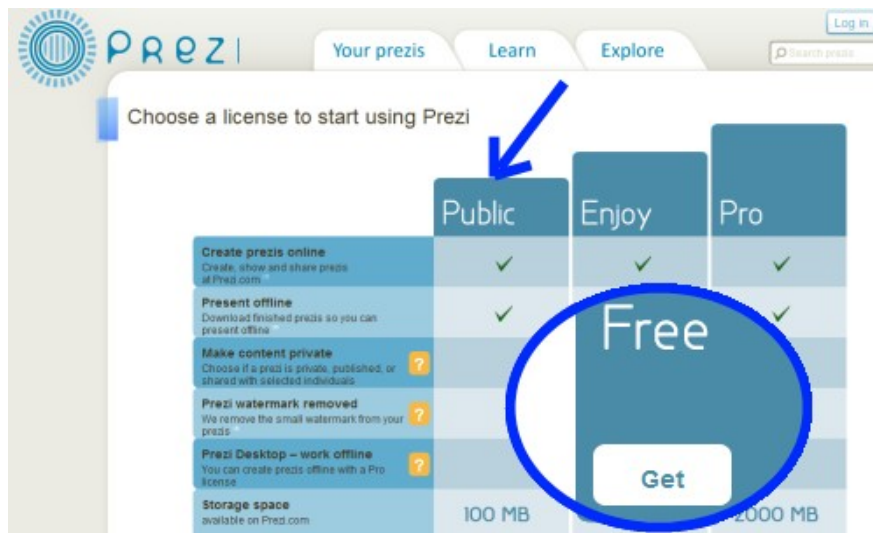 Log in
PREZI
Your prezis Learn Explore
Search prezis
Choose a license to start using Prezi
Public Enjoy Pro
Create prezis online
Create, show and share prezis
at Prezi.com
Present offline
Download finished prezis so you can
present offline
Free
Make content private
Choose if a prezi is private, published, or
shared with selected individuals
?
Prezi watermark removed
We remove the small watermark from your
prezis
?
Prezi Desktop – work offline
You can create prezis offline with a Pro
license
?
Get
Storage space
available on Prezi.com
100 MB 2000 MB